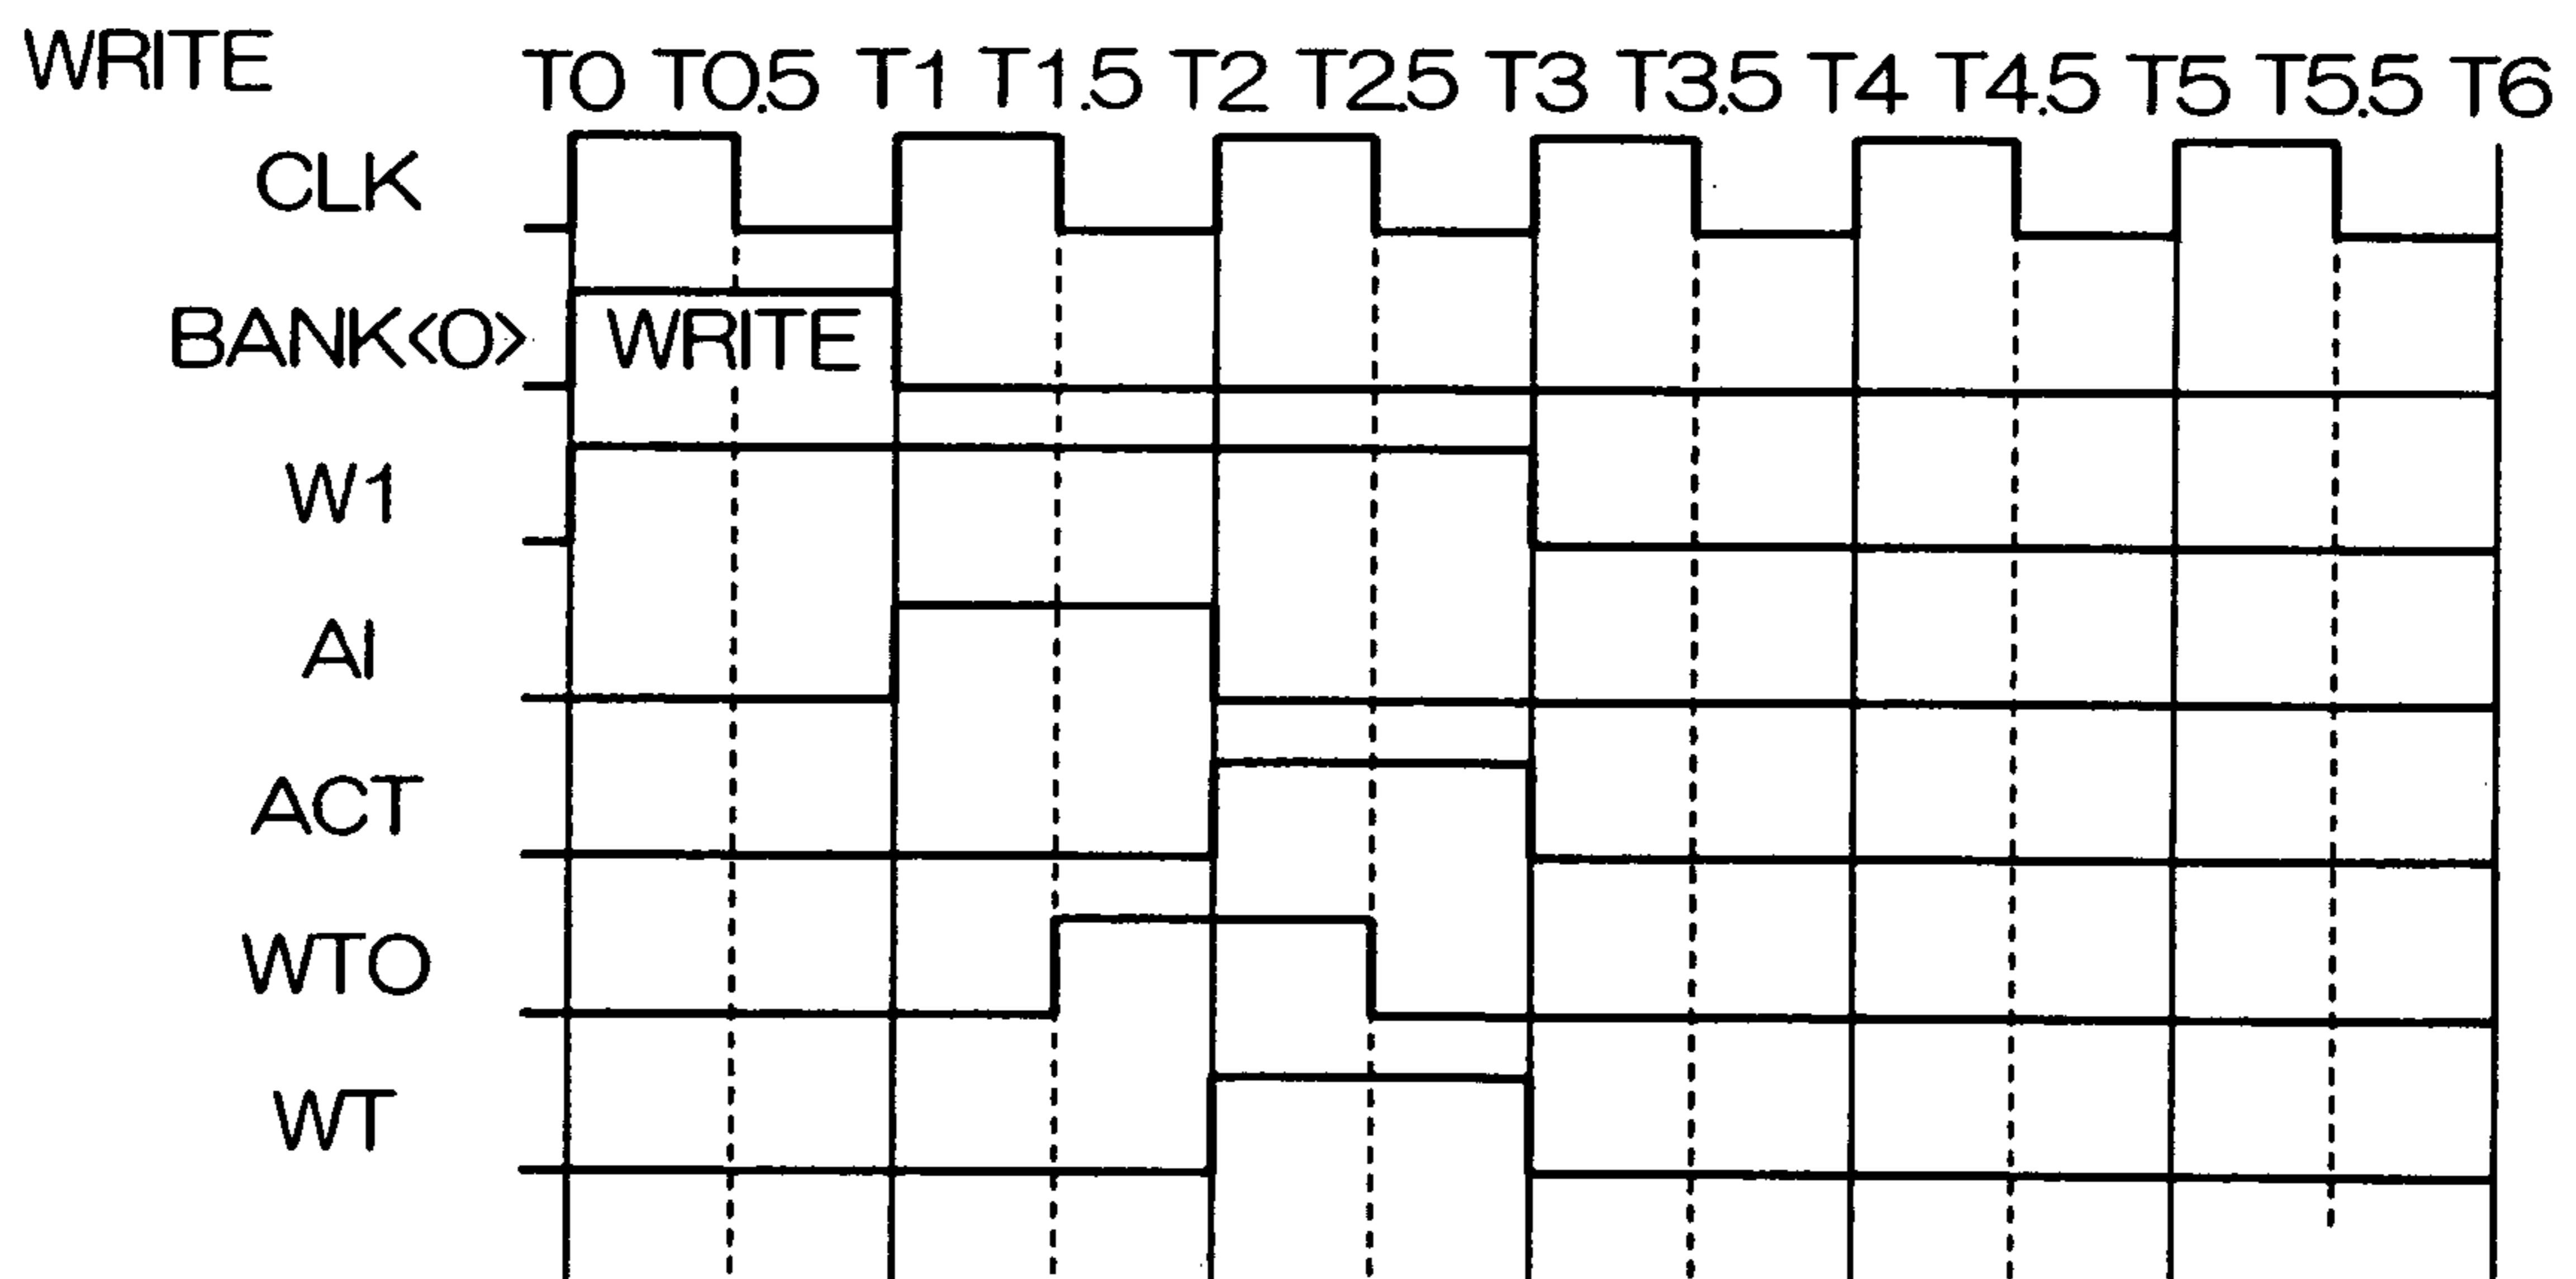 WRITE
T0 T0.5 T1 T1.5 T2 T2.5 T3 T3.5 T4 T4.5 T5 T5.5 T6
CLK
BANK<0> WRITE
W1
AI
ACT
WTO
WT